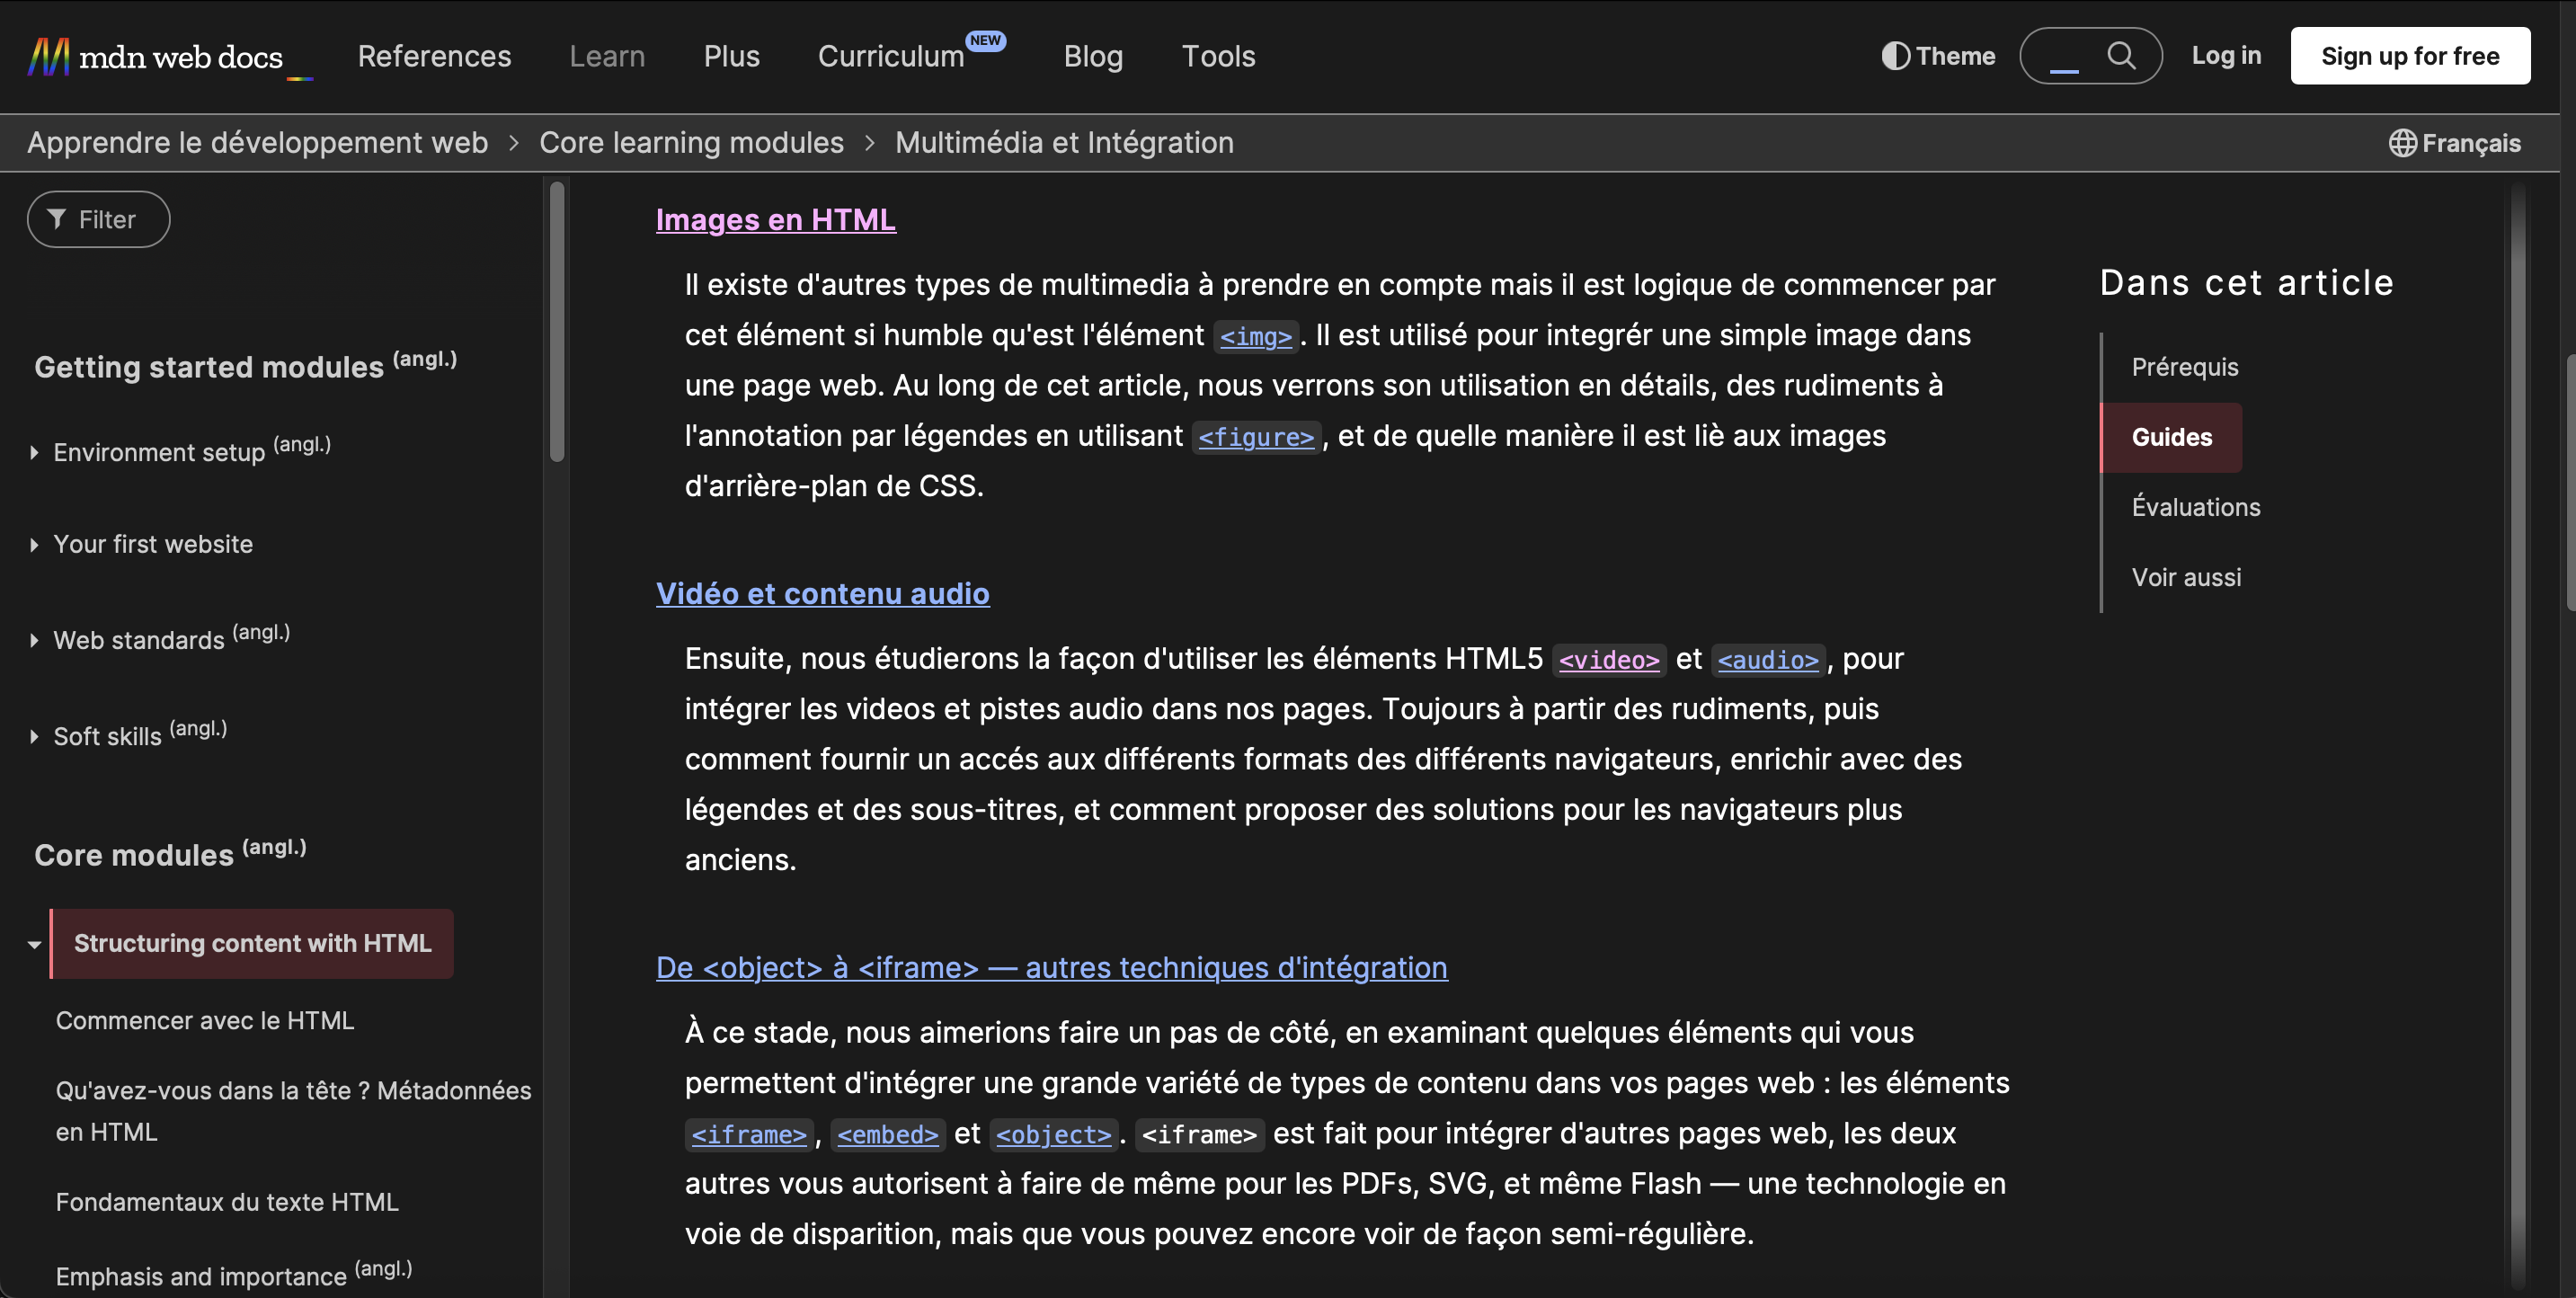 mdn web docs
References
Learn
Plus
Curriculum NEW
Blog
Tools
Theme
Log in
Sign up for free
Apprendre le développement web > Core learning modules > Multimédia et Intégration
Français
Filter
Getting started modules (angl.)
Environment setup (angl.)
Your first website
Web standards (angl.)
Soft skills (angl.)
Core modules (angl.)
Structuring content with HTML
Commencer avec le HTML
Qu'avez-vous dans la tête ? Métadonnées
en HTML
Fondamentaux du texte HTML
Emphasis and importance (angl.)
Images en HTML
Il existe d'autres types de multimedia à prendre en compte mais il est logique de commencer par
cet élément si humble qu'est l'élément <img>. Il est utilisé pour integrér une simple image dans
une page web. Au long de cet article, nous verrons son utilisation en détails, des rudiments à
l'annotation par légendes en utilisant <figure>, et de quelle manière il est liè aux images
d'arrière-plan de CSS.
Vidéo et contenu audio
Ensuite, nous étudierons la façon d'utiliser les éléments HTML5 <video> et <audio>, pour
intégrer les videos et pistes audio dans nos pages. Toujours à partir des rudiments, puis
comment fournir un accés aux différents formats des différents navigateurs, enrichir avec des
légendes et des sous-titres, et comment proposer des solutions pour les navigateurs plus
anciens.
De <object> à <iframe> — autres techniques d'intégration
À ce stade, nous aimerions faire un pas de côté, en examinant quelques éléments qui vous
permettent d'intégrer une grande variété de types de contenu dans vos pages web : les éléments
<iframe>, <embed> et <object>. <iframe> est fait pour intégrer d'autres pages web, les deux
autres vous autorisent à faire de même pour les PDFs, SVG, et même Flash — une technologie en
voie de disparition, mais que vous pouvez encore voir de façon semi-régulière.
Dans cet article
Prérequis
Guides
Évaluations
Voir aussi